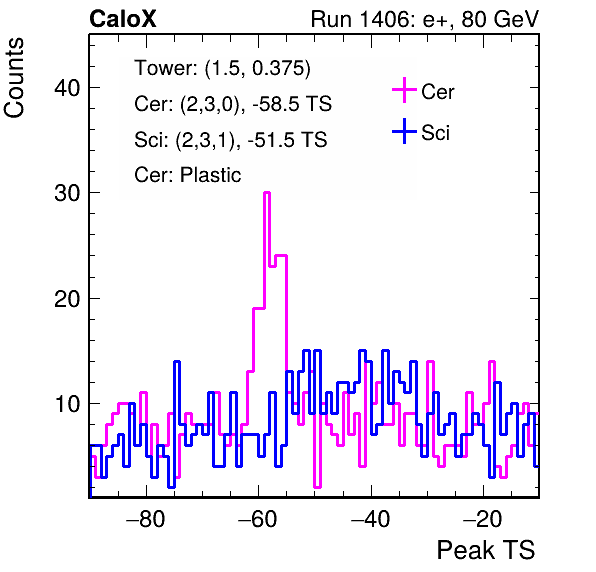 CaloX Run 1406: e+, 80 GeV
Counts
Tower: (1.5, 0.375)
Cer: (2,3,0), -58.5 TS
Sci: (2,3,1), -51.5 TS
Cer: Plastic
Cer
Sci
40
30
20
10
−80 −60 −40 −20
Peak TS